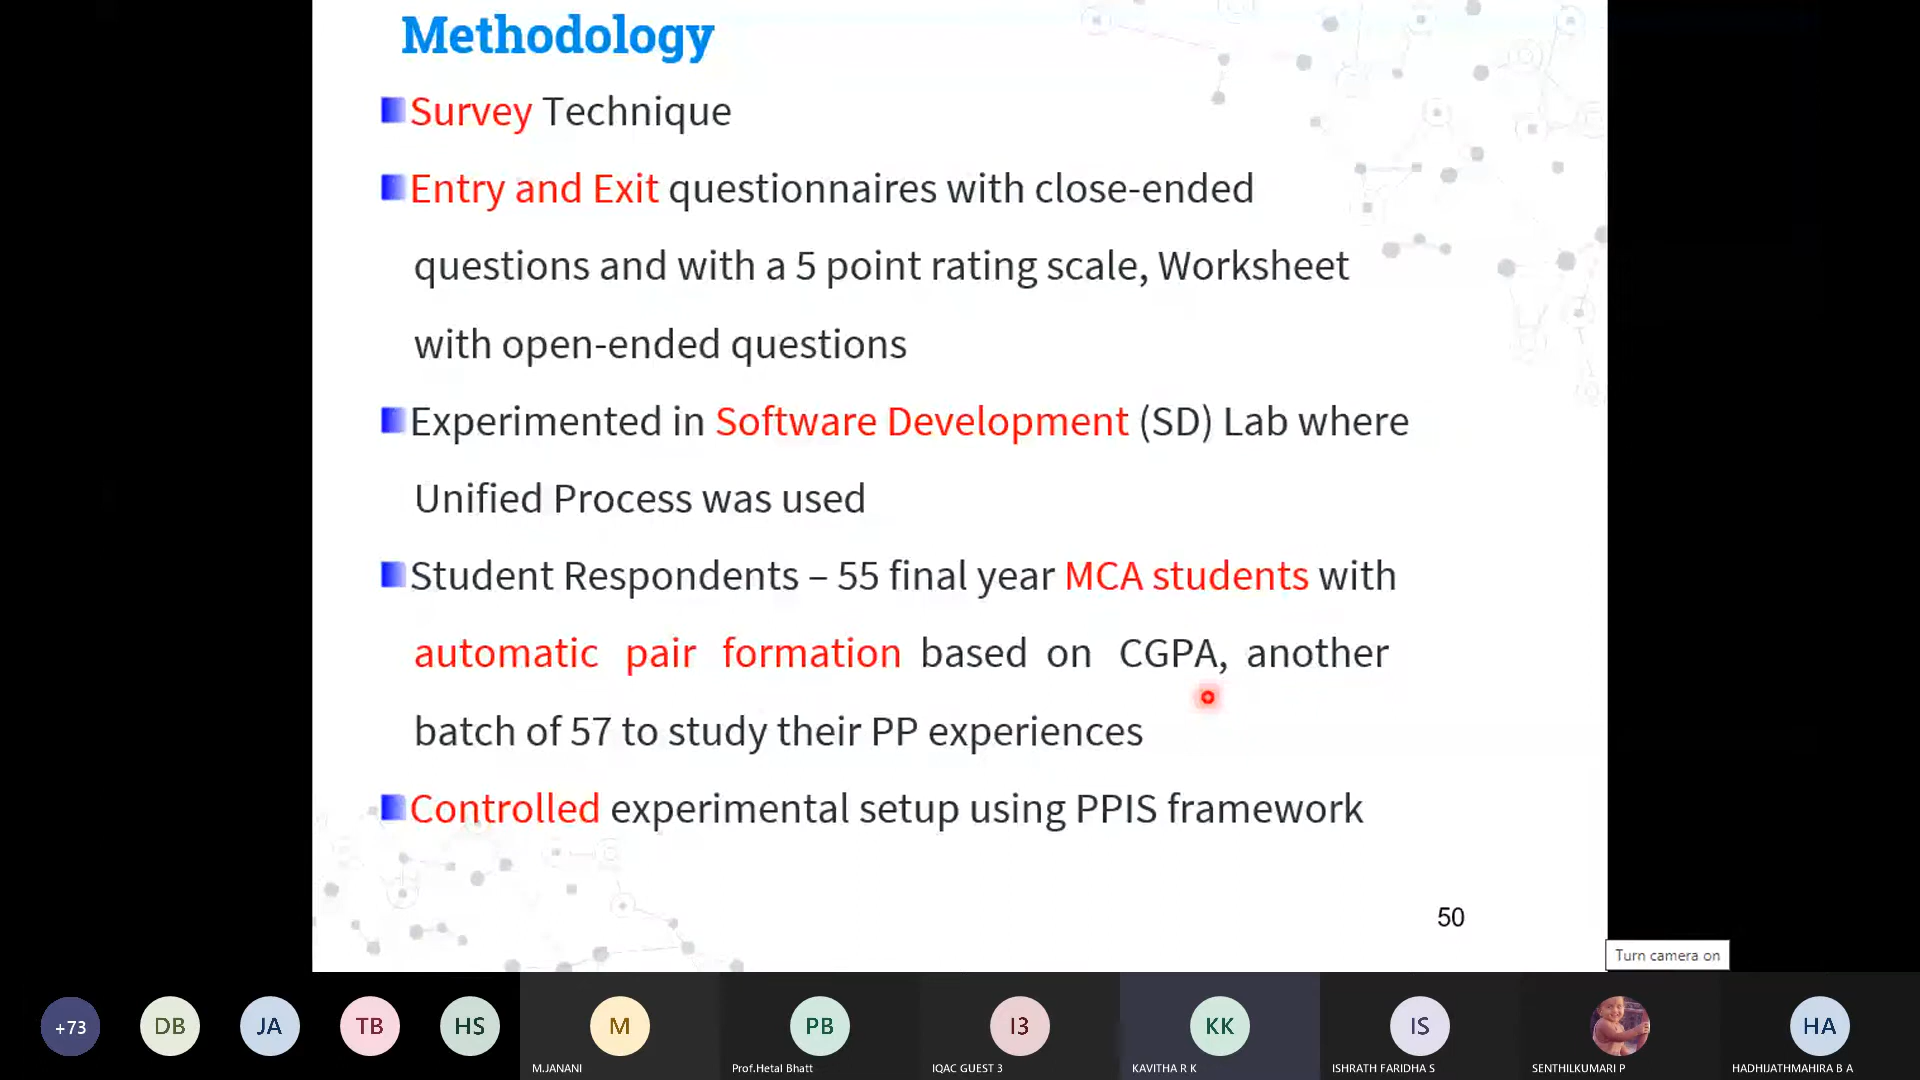 Methodology
Survey Technique
Entry and Exit questionnaires with close-ended
questions and with a 5 point rating scale, Worksheet
with open-ended questions
Experimented in Software Development (SD) Lab where
Unified Process was used
Student Respondents – 55 final year MCA students with
automatic pair formation based on CGPA, another
batch of 57 to study their PP experiences
Controlled experimental setup using PPIS framework
50
Turn camera on
+73
DB
JA
TB
HS
M
PB
I3
KK
IS
HA
M.JANANI
Prof.Hetal Bhatt
IQAC GUEST 3
KAVITHA R K
ISHRATH FARIDHA S
SENTHILKUMARI P
HADHIJATHMAHIRA B A